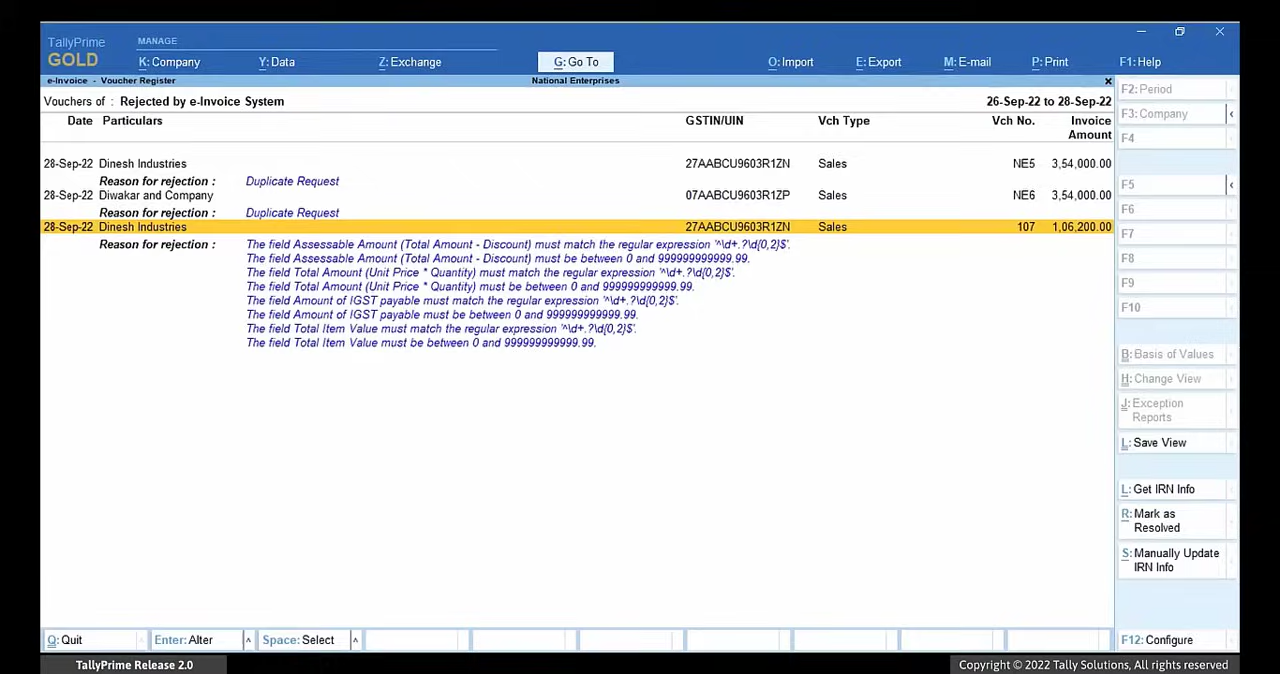 TallyPrime
GOLD
MANAGE
K: Company
Y: Data
Z: Exchange
G: Go To
O: Import
E: Export
M: E-mail
P: Print
F1: Help
e-Invoice - Voucher Register
National Enterprises
Vouchers of : Rejected by e-Invoice System
26-Sep-22 to 28-Sep-22
Date Particulars GSTIN/UIN Vch Type Vch No. Invoice
Amount
28-Sep-22 Dinesh Industries 27AABCU9603R1ZN Sales NE5 3,54,000.00
Reason for rejection : Duplicate Request
28-Sep-22 Diwakar and Company 07AABCU9603R1ZP Sales NE6 3,54,000.00
Reason for rejection : Duplicate Request
28-Sep-22 Dinesh Industries 27AABCU9603R1ZN Sales 107 1,06,200.00
Reason for rejection : The field Assessable Amount (Total Amount - Discount) must match the regular expression '^\d+.?\d{0,2}$'.
The field Assessable Amount (Total Amount - Discount) must be between 0 and 999999999999.99.
The field Total Amount (Unit Price * Quantity) must match the regular expression '^\d+.?\d{0,2}$'.
The field Total Amount (Unit Price * Quantity) must be between 0 and 999999999999.99.
The field Amount of IGST payable must match the regular expression '^\d+.?\d{0,2}$'.
The field Amount of IGST payable must be between 0 and 999999999999.99.
The field Total Item Value must match the regular expression '^\d+.?\d{0,2}$'.
The field Total Item Value must be between 0 and 999999999999.99.
F2: Period
F3: Company
F4
F5
F6
F7
F8
F9
F10
B: Basis of Values
H: Change View
J: Exception
Reports
L: Save View
L: Get IRN Info
R: Mark as
Resolved
S: Manually Update
IRN Info
F12: Configure
Q: Quit
Enter: Alter
Space: Select
TallyPrime Release 2.0
Copyright © 2022 Tally Solutions, All rights reserved